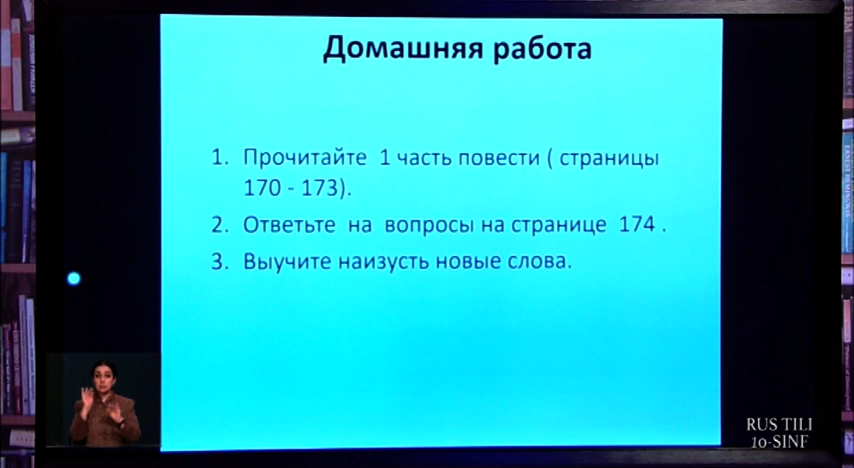 Домашняя работа
1. Прочитайте 1 часть повести ( страницы
170 - 173).
2. Ответьте на вопросы на странице 174 .
3. Выучите наизусть новые слова.
RUS TILI
10-SINF